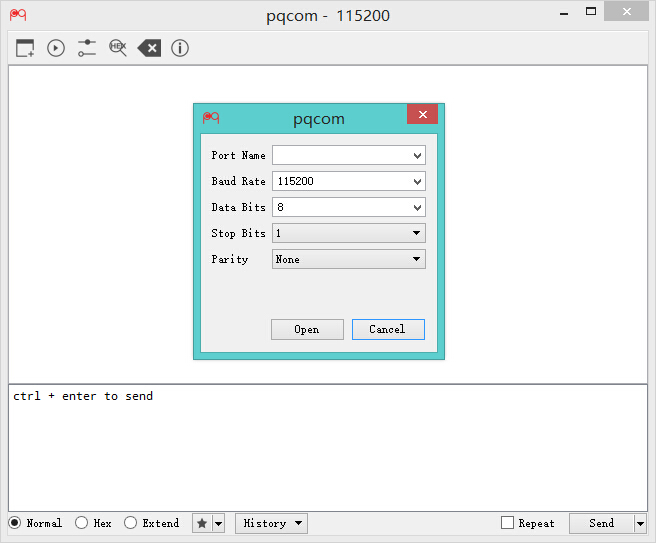 pqcom - 115200
HEX
pqcom
Port Name
Baud Rate 115200
Data Bits 8
Stop Bits 1
Parity None
Open Cancel
ctrl + enter to send
Normal Hex Extend History Repeat Send